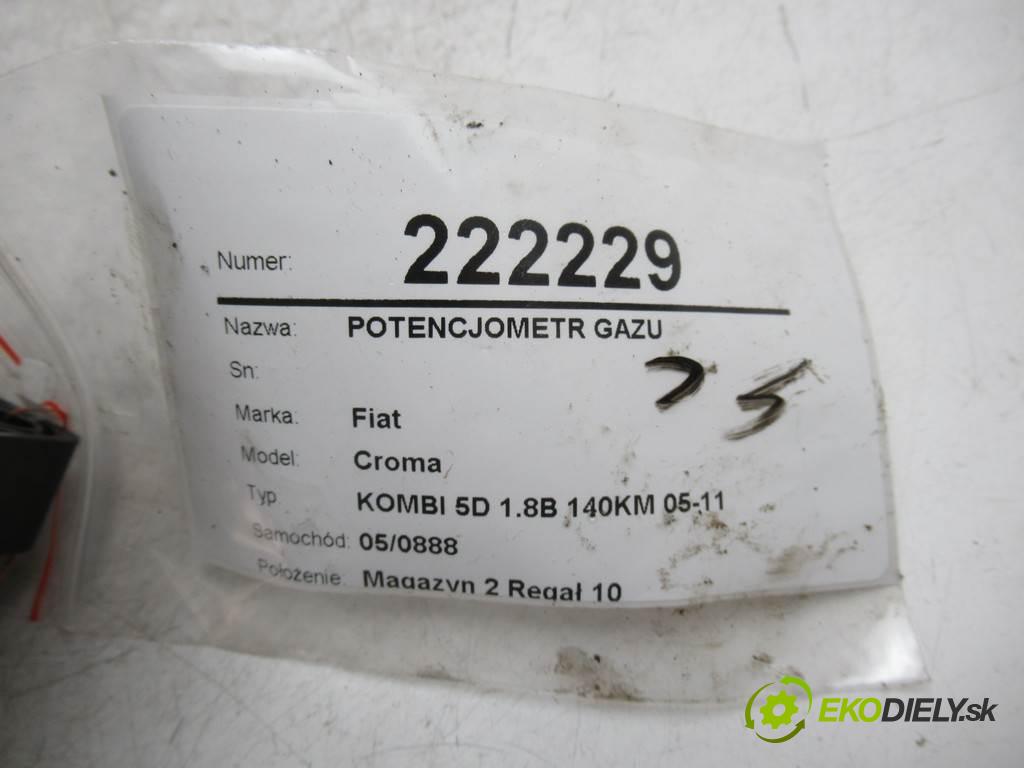 Numer: 222229
Nazwa: POTENCJOMETR GAZU
Sn:
Marka: Fiat
Model: Croma
Typ: KOMBI 5D 1.8B 140KM 05-11
Samochód: 05/0888
Położenie: Magazyn 2 Regał 10
EKODIELY.sk